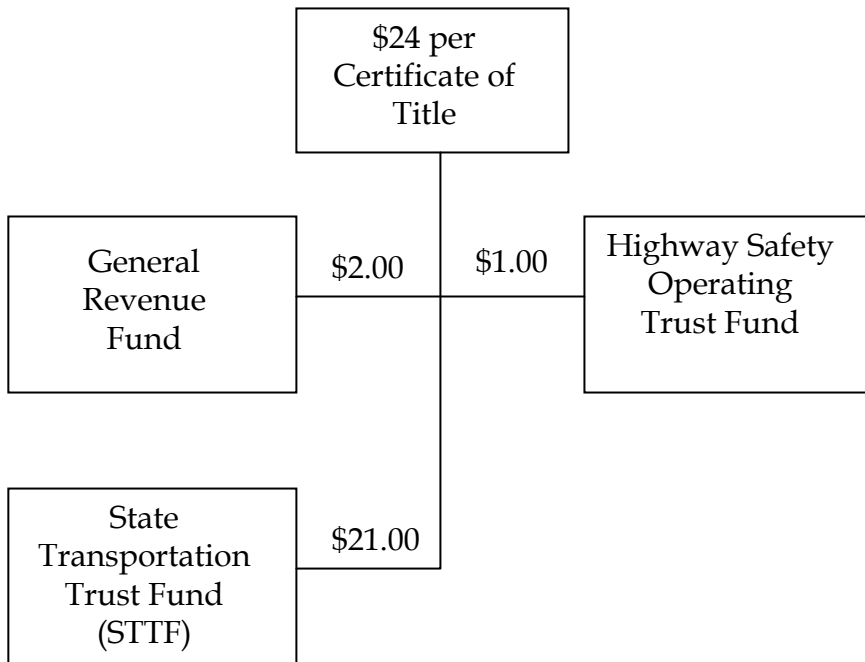 $24 per
Certificate of
Title
General
Revenue
Fund
$2.00
$1.00
Highway Safety
Operating
Trust Fund
State
Transportation
Trust Fund
(STTF)
$21.00